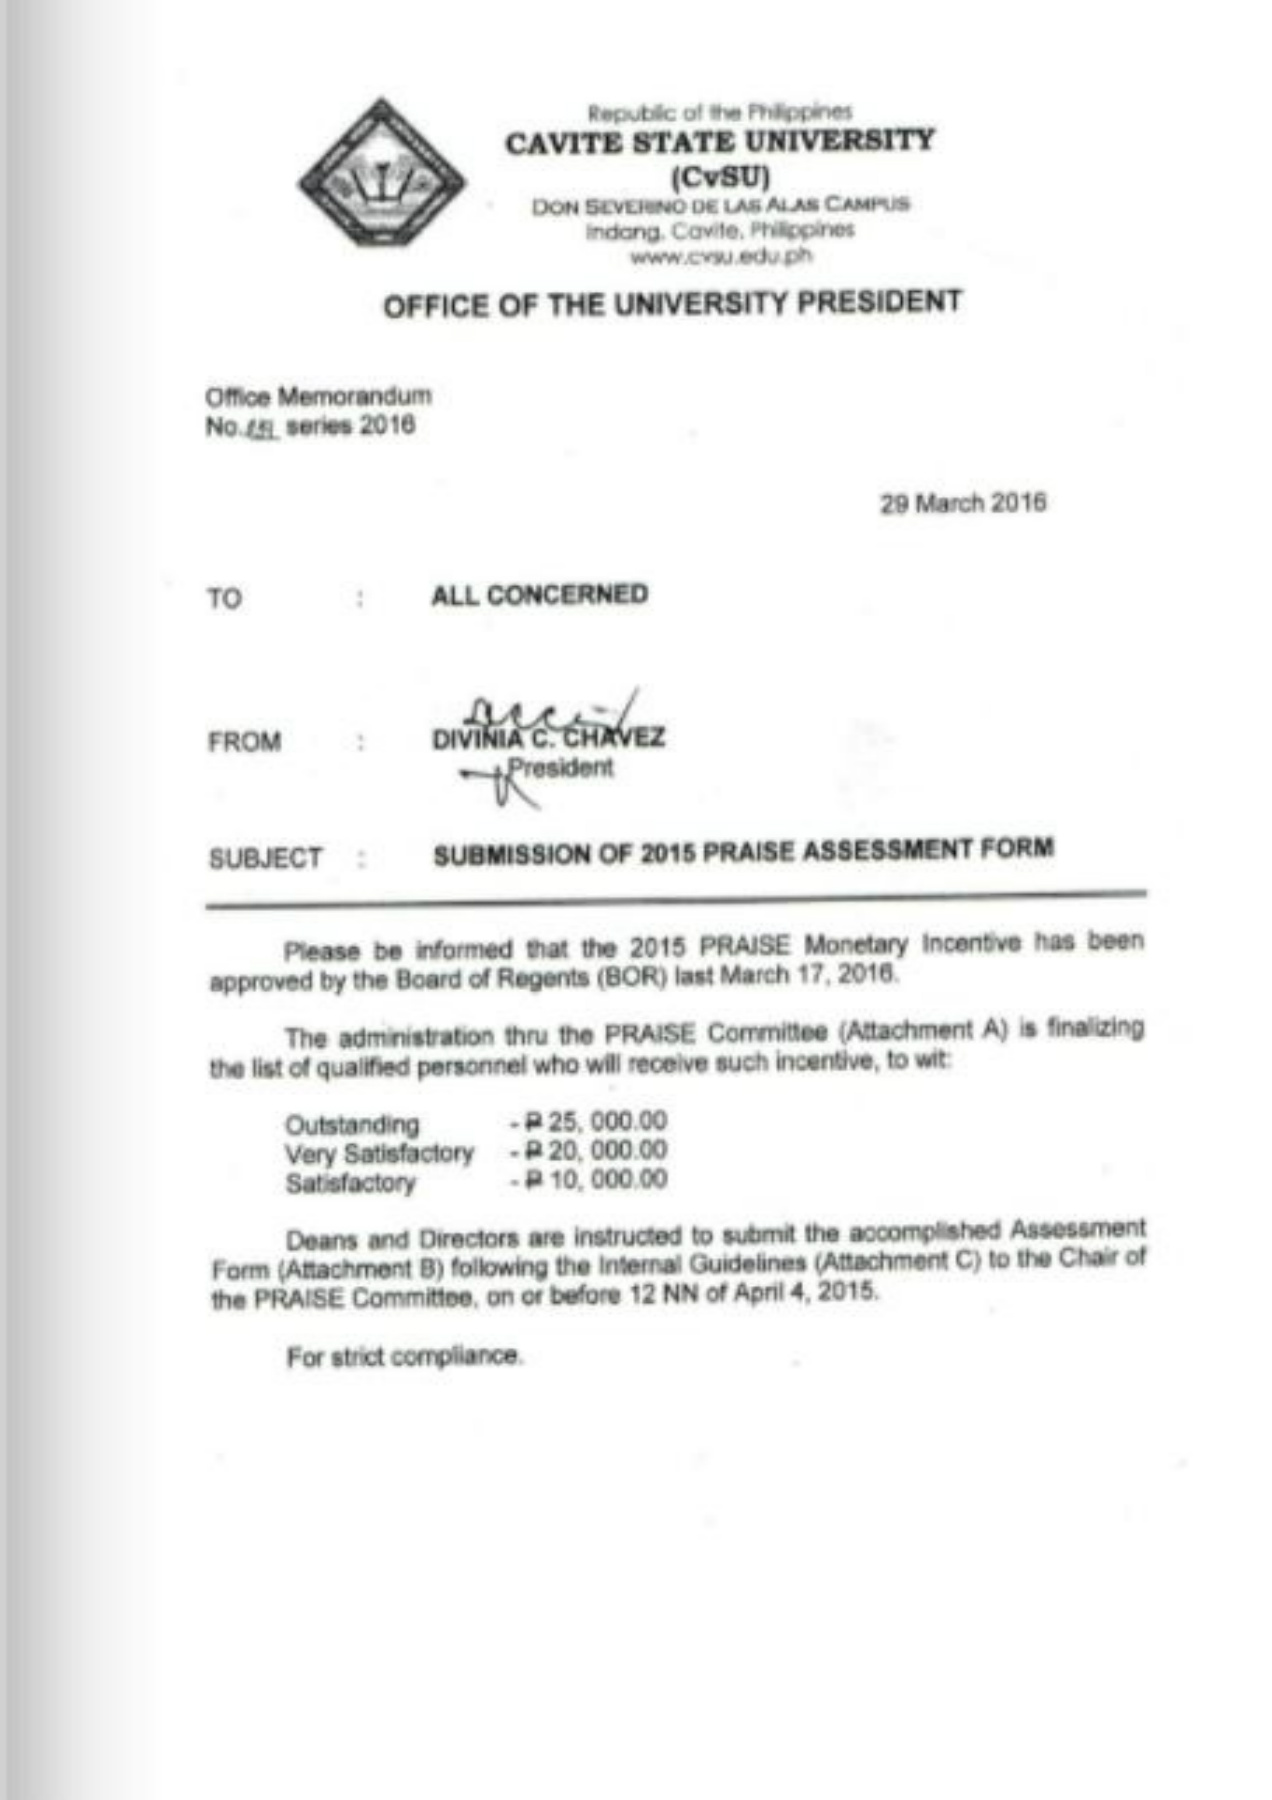 Republic of the Philippines
CAVITE STATE UNIVERSITY
(CvSU)
DON SEVERINO DE LAS ALAS CAMPUS
Indang, Cavite, Philippines
www.cvsu.edu.ph
OFFICE OF THE UNIVERSITY PRESIDENT
Office Memorandum
No. series 2016
29 March 2016
TO : ALL CONCERNED
FROM : DIVINIA C. CHAVEZ
President
SUBJECT : SUBMISSION OF 2015 PRAISE ASSESSMENT FORM
Please be informed that the 2015 PRAISE Monetary Incentive has been
approved by the Board of Regents (BOR) last March 17, 2016.
The administration thru the PRAISE Committee (Attachment A) is finalizing
the list of qualified personnel who will receive such incentive, to wit:
Outstanding - ₱ 25, 000.00
Very Satisfactory - ₱ 20, 000.00
Satisfactory - ₱ 10, 000.00
Deans and Directors are instructed to submit the accomplished Assessment
Form (Attachment B) following the Internal Guidelines (Attachment C) to the Chair of
the PRAISE Committee, on or before 12 NN of April 4, 2015.
For strict compliance.